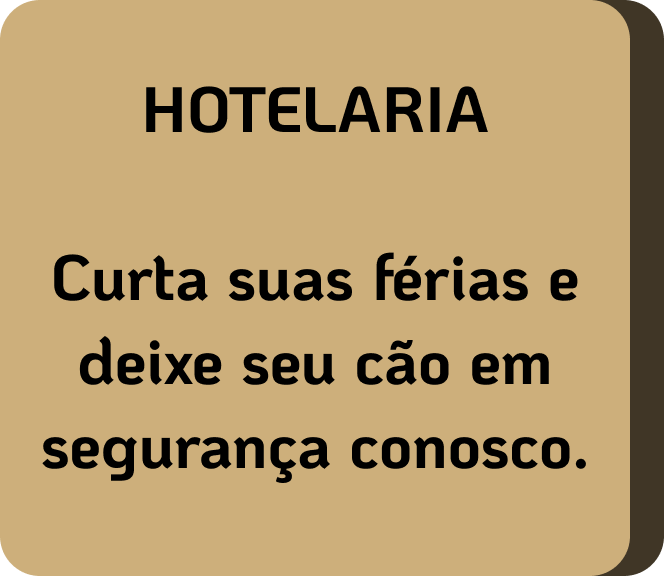 HOTELARIA
Curta suas férias e
deixe seu cão em
segurança conosco.